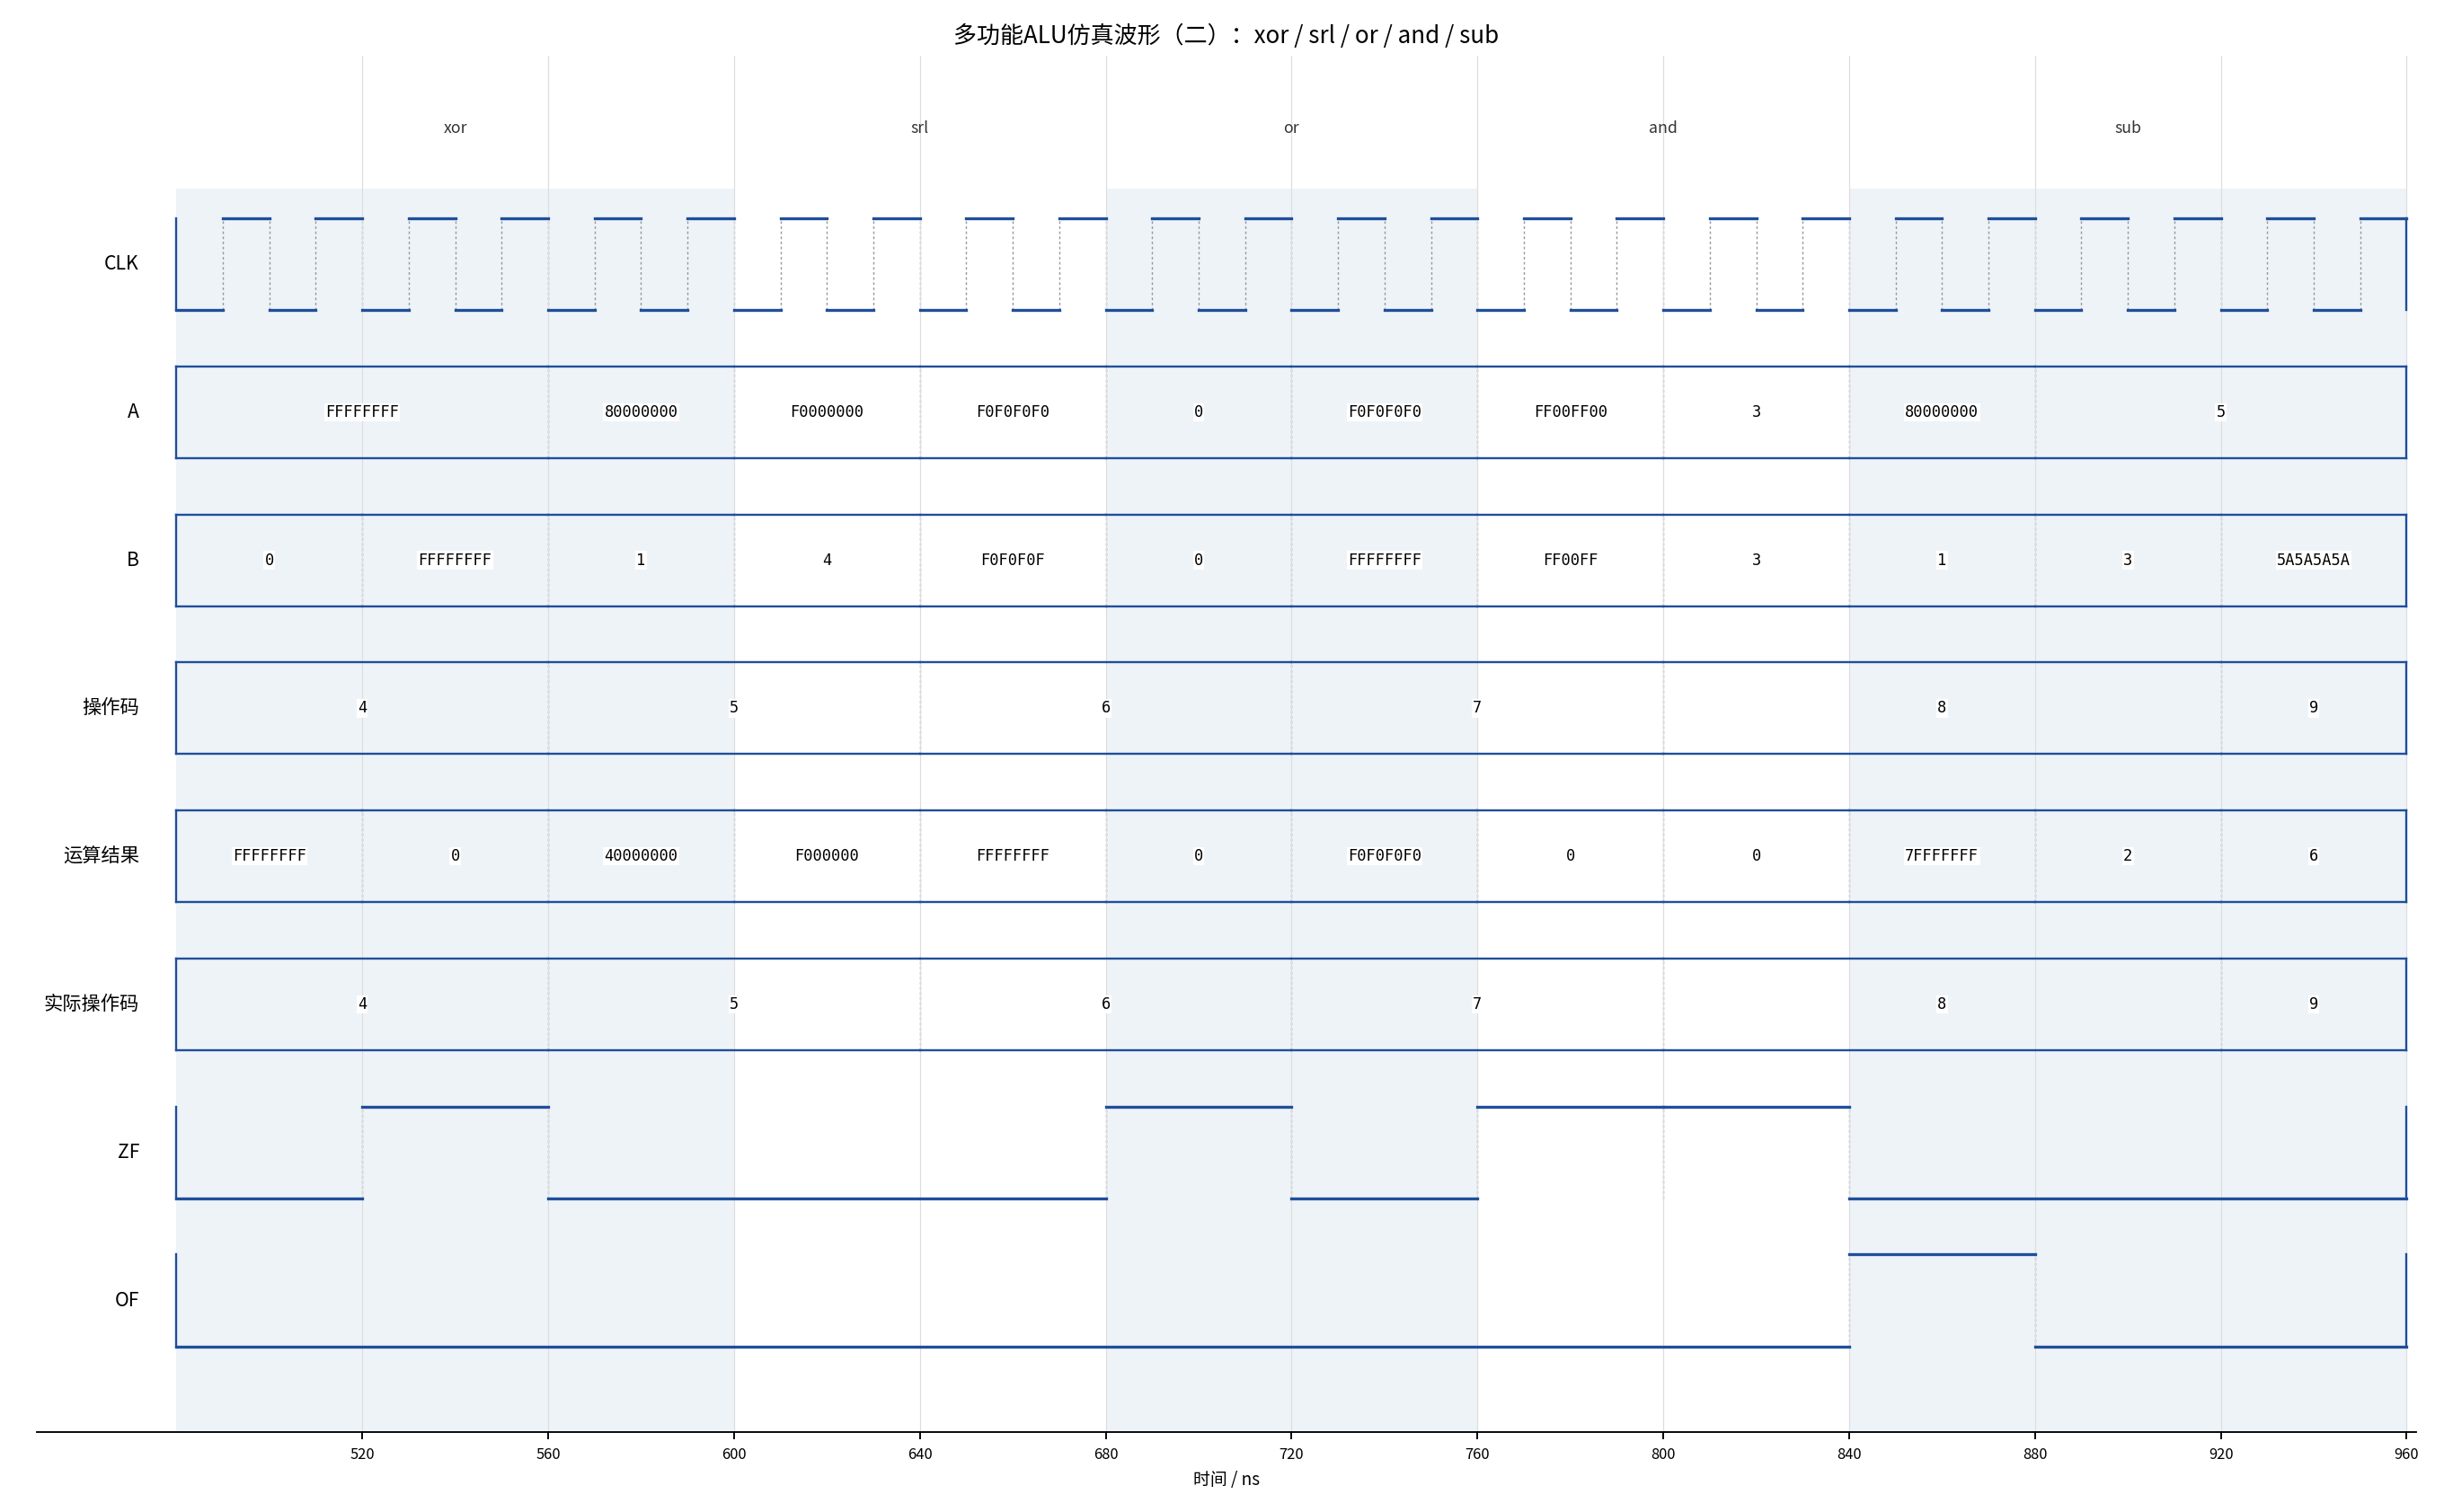 多功能ALU仿真波形（二）：xor / srl / or / and / sub
xor srl or and sub
CLK
A FFFFFFFF 80000000 F0000000 F0F0F0F0 0 F0F0F0F0 FF00FF00 3 80000000 5
B 0 FFFFFFFF 1 4 F0F0F0F 0 FFFFFFFF FF00FF 3 1 3 5A5A5A5A
操作码 4 5 6 7 8 9
运算结果 FFFFFFFF 0 40000000 F000000 FFFFFFFF 0 F0F0F0F0 0 0 7FFFFFFF 2 6
实际操作码 4 5 6 7 8 9
ZF
OF
520 560 600 640 680 720 760 800 840 880 920 960
时间 / ns